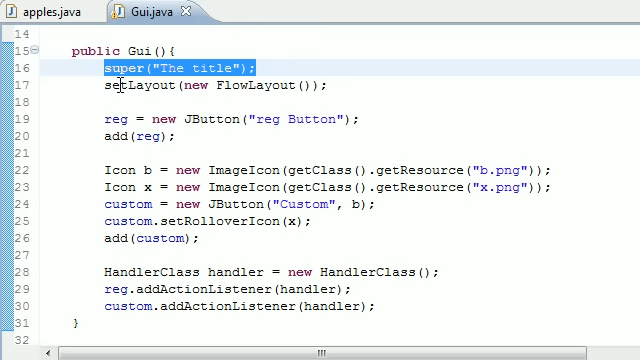 apples.java Gui.java
14
15 public Gui(){
16 super("The title");
17 setLayout(new FlowLayout());
18
19 reg = new JButton("reg Button");
20 add(reg);
21
22 Icon b = new ImageIcon(getClass().getResource("b.png"));
23 Icon x = new ImageIcon(getClass().getResource("x.png"));
24 custom = new JButton("Custom", b);
25 custom.setRolloverIcon(x);
26 add(custom);
27
28 HandlerClass handler = new HandlerClass();
29 reg.addActionListener(handler);
30 custom.addActionListener(handler);
31 }
32